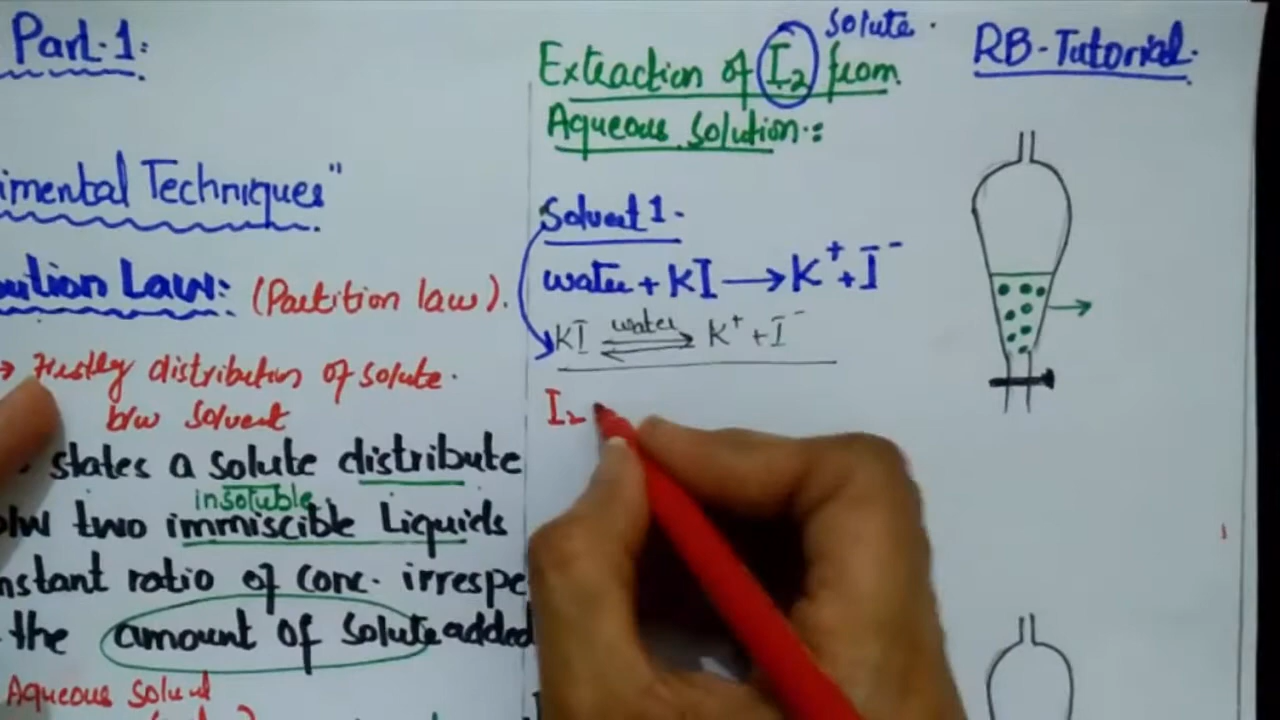 Part-1:
imental Techniques"
ution Law: (Partition law).
distribution of solute.
b/w solvent
states a solute distribute
insoluble
b/w two immiscible Liquids
nstant ratio of conc. irrespe
the amount of solute added
Aqueous solu
solute.
Extraction of I₂ from
Aqueous solution:
Solvent 1.
water + KI ⟶ K⁺ + I⁻
KI ⇌ water K⁺ + I⁻
I₂
RB-Tutorial.